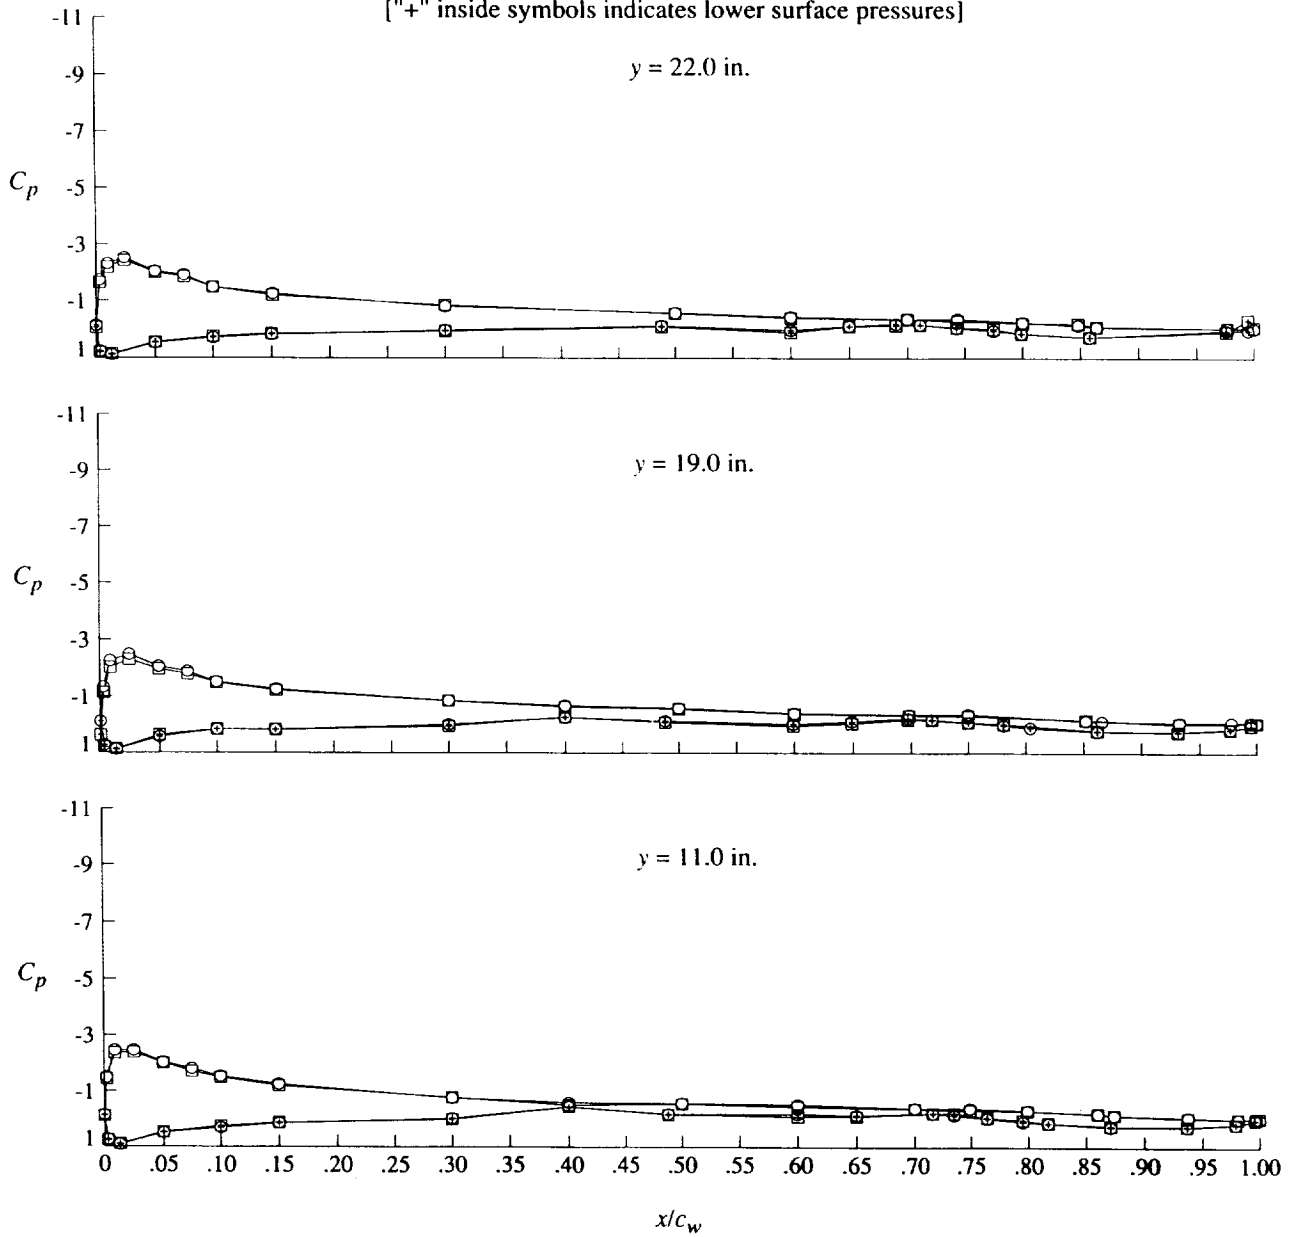 ["+" inside symbols indicates lower surface pressures]
y = 22.0 in.
-11
-9
-7
-5
-3
-1
1
C_p
y = 19.0 in.
-11
-9
-7
-5
-3
-1
1
C_p
y = 11.0 in.
-11
-9
-7
-5
-3
-1
1
C_p
0 .05 .10 .15 .20 .25 .30 .35 .40 .45 .50 .55 .60 .65 .70 .75 .80 .85 .90 .95 1.00
x/c_w